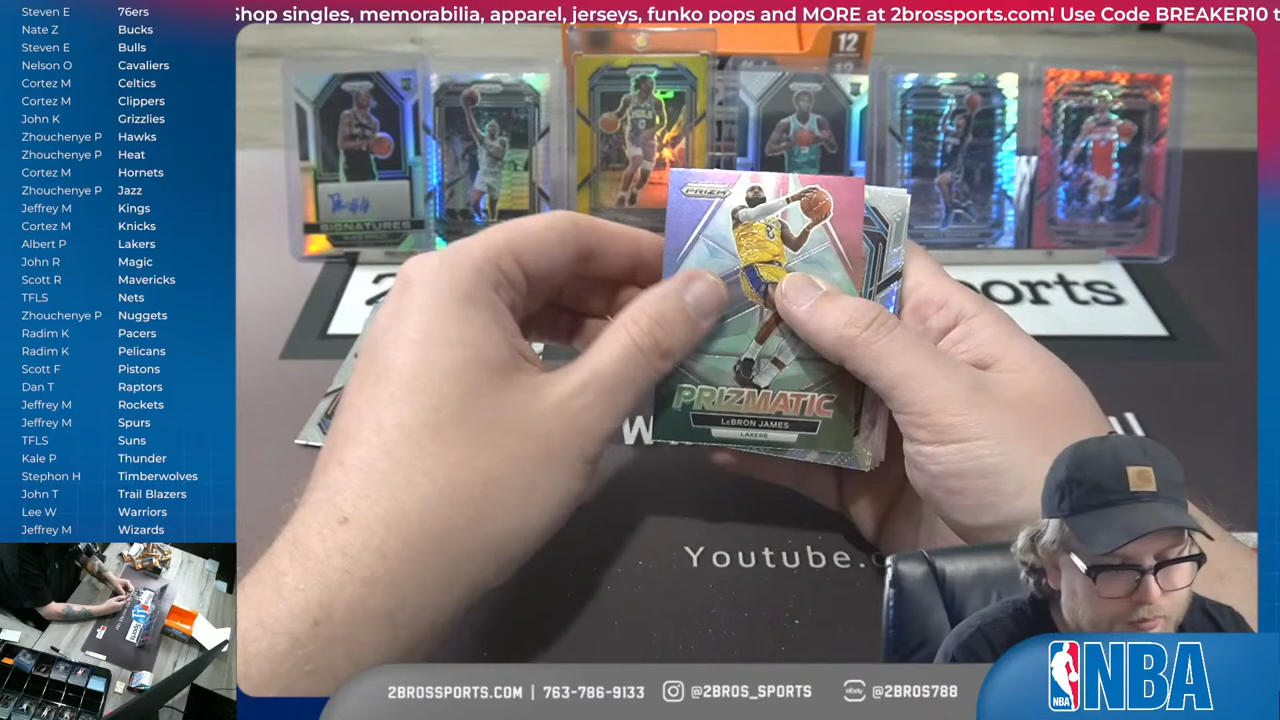 Shop singles, memorabilia, apparel, jerseys, funko pops and MORE at 2brossports.com! Use Code BREAKER10 t
Steven E 76ers
Nate Z Bucks
Steven E Bulls
Nelson O Cavaliers
Cortez M Celtics
Cortez M Clippers
John K Grizzlies
Zhouchenye P Hawks
Zhouchenye P Heat
Cortez M Hornets
Zhouchenye P Jazz
Jeffrey M Kings
Cortez M Knicks
Albert P Lakers
John R Magic
Scott R Mavericks
TFLS Nets
Zhouchenye P Nuggets
Radim K Pacers
Radim K Pelicans
Scott F Pistons
Dan T Raptors
Jeffrey M Rockets
Jeffrey M Spurs
TFLS Suns
Kale P Thunder
Stephon H Timberwolves
John T Trail Blazers
Lee W Warriors
Jeffrey M Wizards
12
SIGNATURES
PRIZM
PRIZMATIC
LEBRON JAMES
LAKERS
2
orts
W
Youtube.c
2BROSSPORTS.COM | 763-786-9133 @2BROS_SPORTS ebay @2BROS788
NBA
NBA